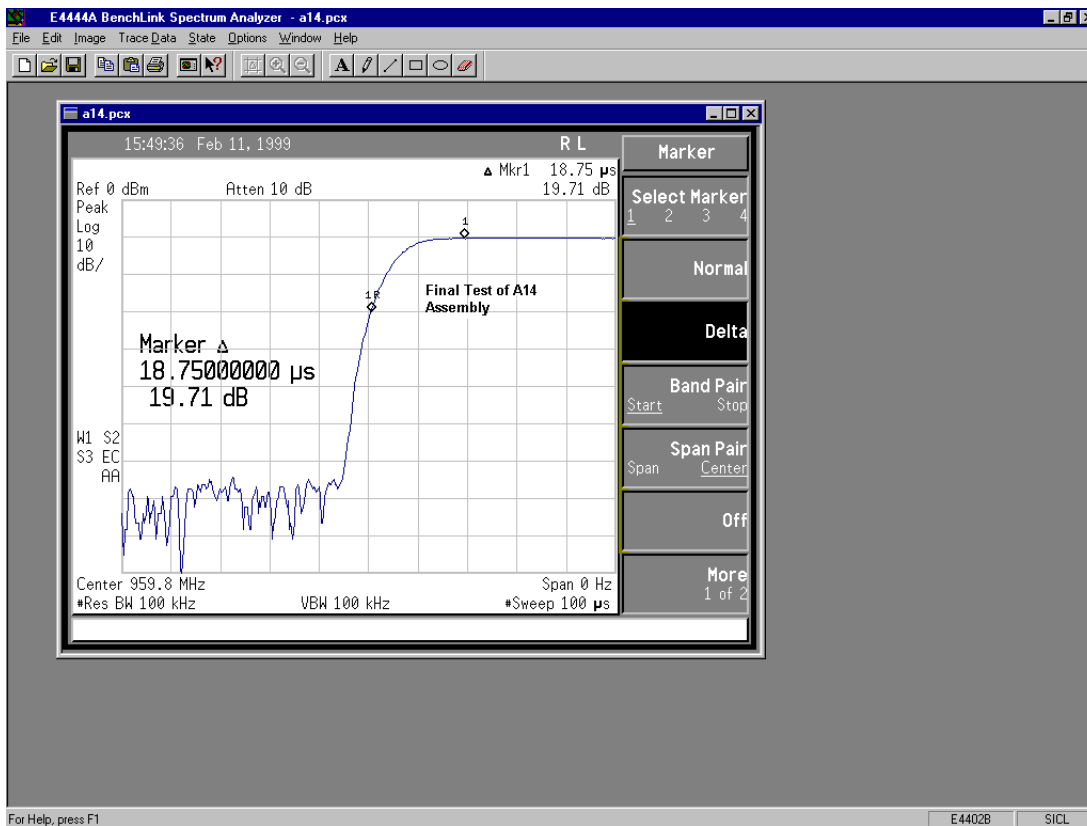 E4444A BenchLink Spectrum Analyzer - a14.pcx
File Edit Image Trace Data State Options Window Help
A
a14.pcx
15:49:36 Feb 11, 1999 R L
Δ Mkr1 18.75 µs
Ref 0 dBm Atten 10 dB 19.71 dB
Peak
Log
10
dB/
1
1R
Final Test of A14
Assembly
Marker Δ
18.75000000 µs
19.71 dB
W1 S2
S3 EC
AA
Center 959.8 MHz Span 0 Hz
#Res BW 100 kHz VBW 100 kHz #Sweep 100 µs
Marker
Select Marker
1 2 3 4
Normal
Delta
Band Pair
Start Stop
Span Pair
Span Center
Off
More
1 of 2
For Help, press F1 E4402B SICL